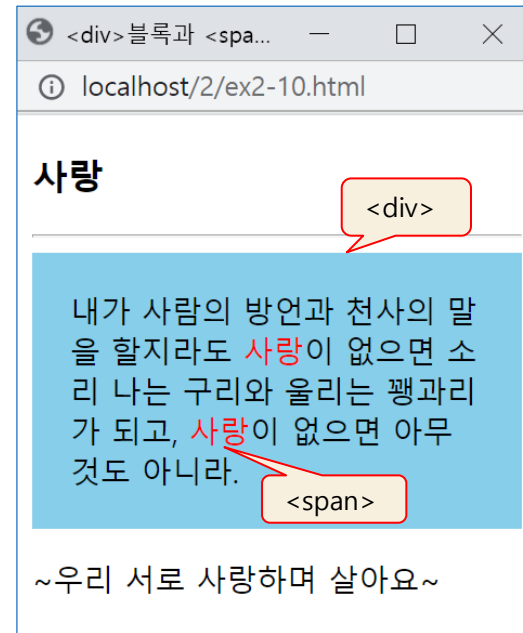 <div>블록과 <spa...
localhost/2/ex2-10.html
사랑
<div>
내가 사람의 방언과 천사의 말
을 할지라도 사랑이 없으면 소
리 나는 구리와 울리는 꽹과리
가 되고, 사랑이 없으면 아무
것도 아니라.
<span>
~우리 서로 사랑하며 살아요~